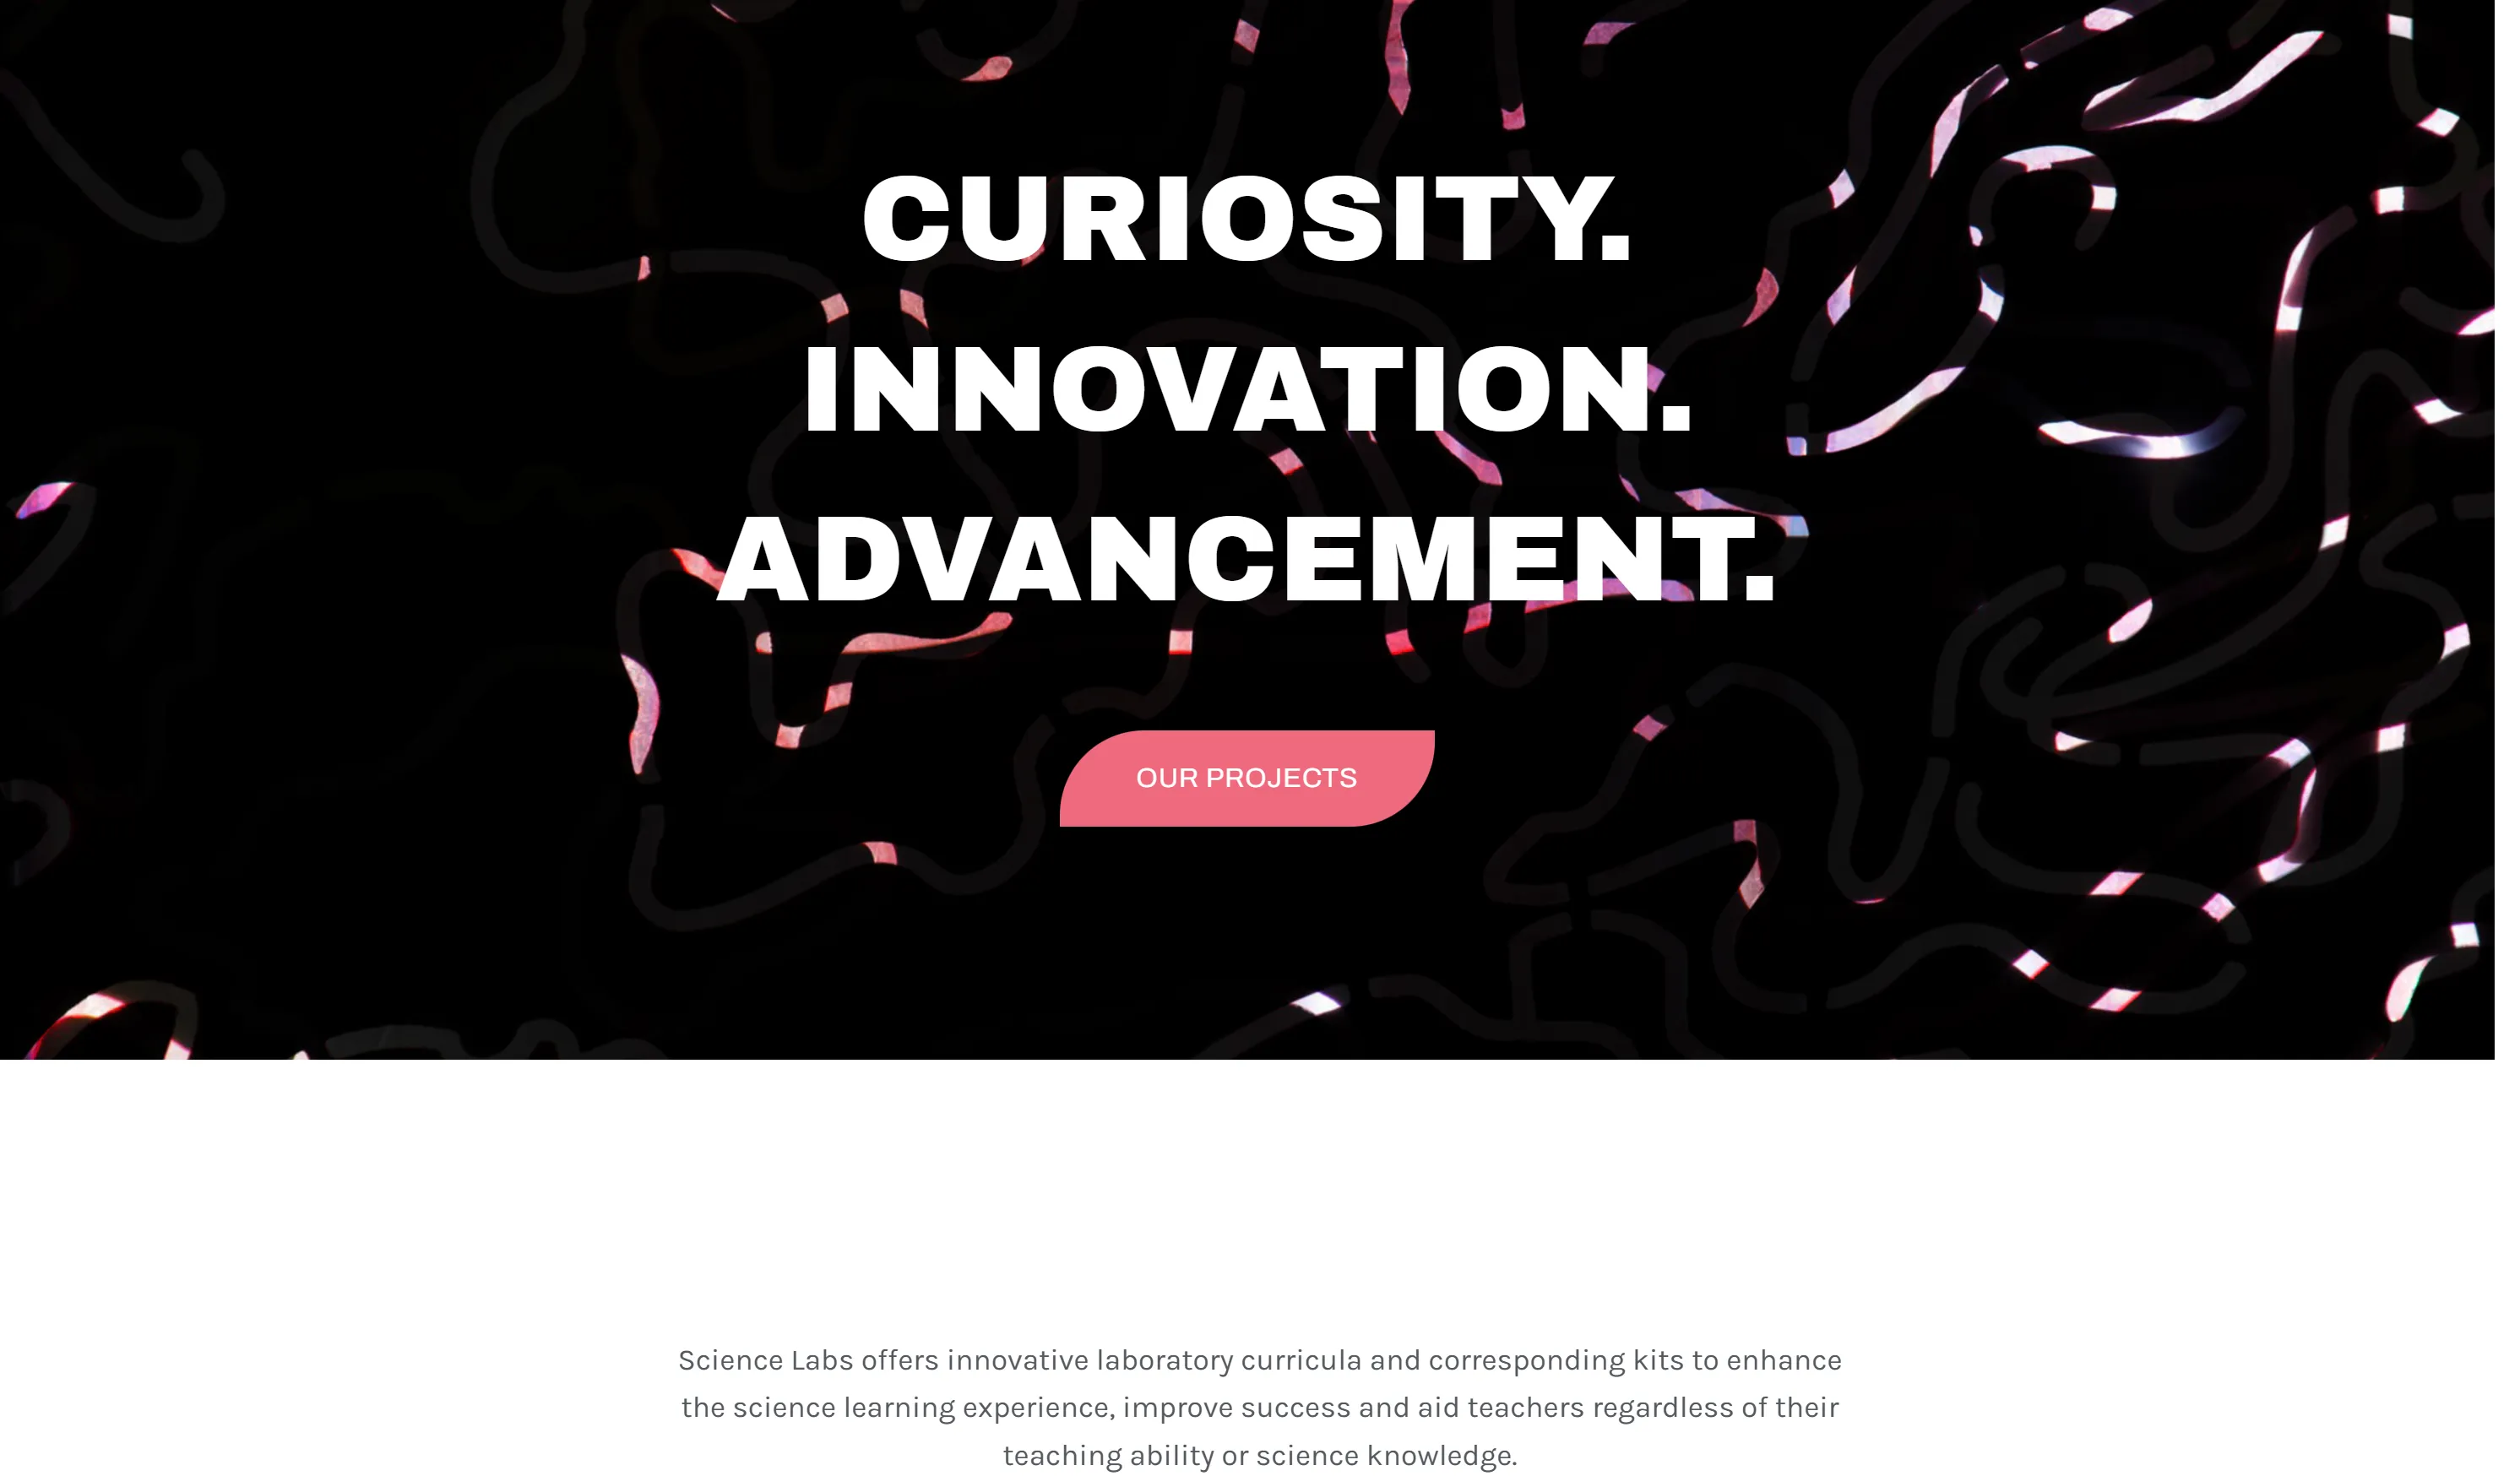 CURIOSITY.
INNOVATION.
ADVANCEMENT.
OUR PROJECTS
Science Labs offers innovative laboratory curricula and corresponding kits to enhance
the science learning experience, improve success and aid teachers regardless of their
teaching ability or science knowledge.